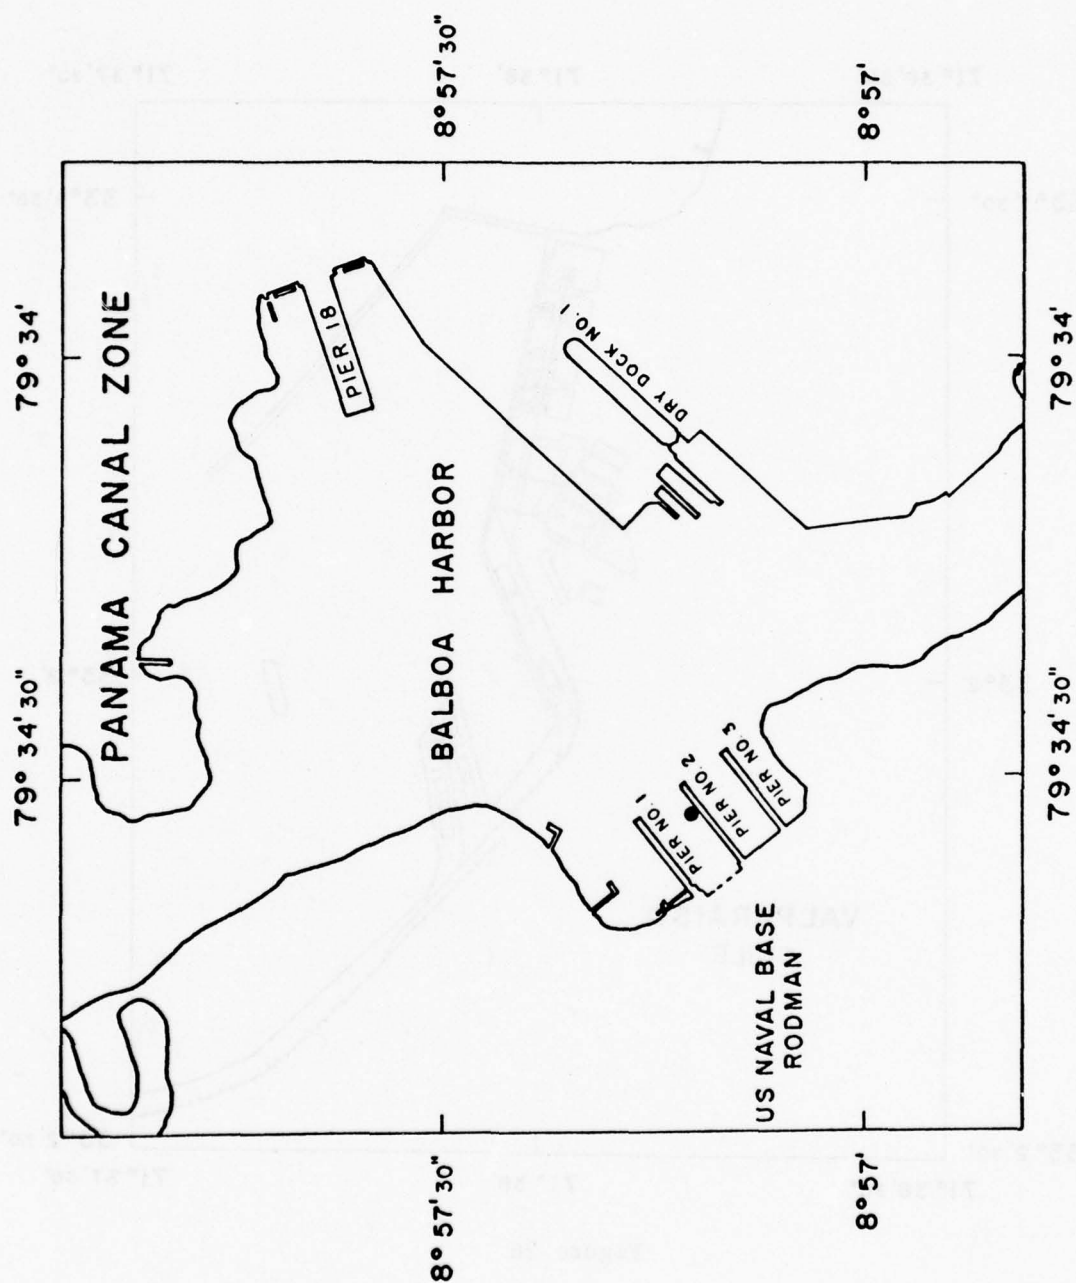 79° 34' 30"
79° 34'
PANAMA CANAL ZONE
8° 57' 30"
8° 57' 30"
PIER 18
BALBOA HARBOR
DRY DOCK NO. 1
PIER NO. 1
PIER NO. 2
PIER NO. 3
US NAVAL BASE
RODMAN
8° 57'
8° 57'
79° 34' 30"
79° 34'